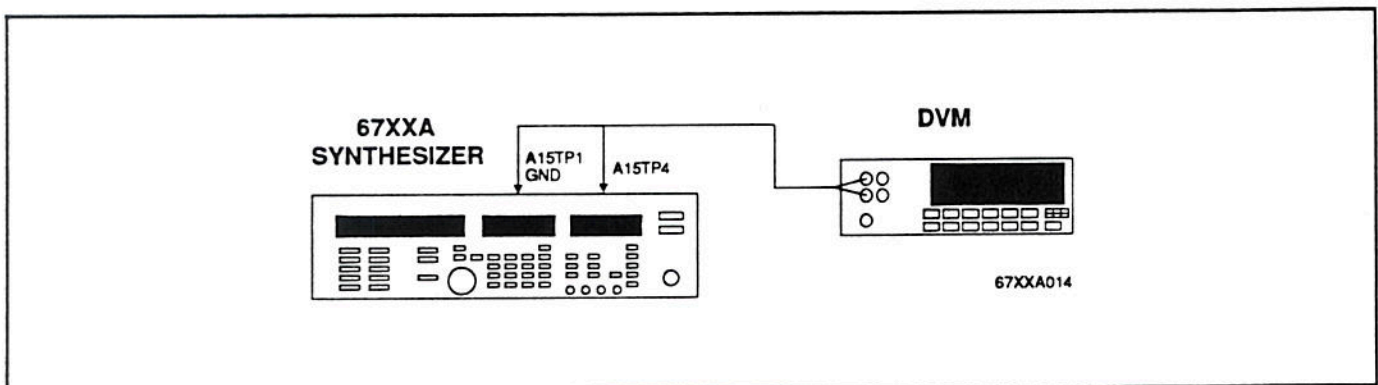 67XXA
SYNTHESIZER
A15TP1
GND
A15TP4
DVM
67XXA014